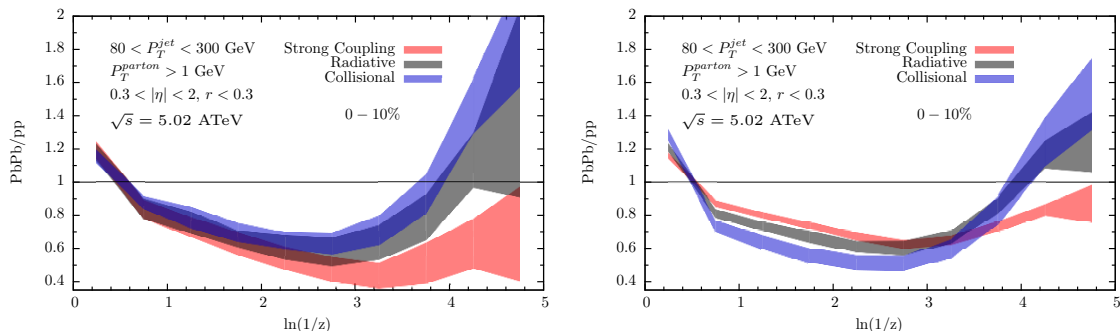 PbPb/pp
2
1.8
1.6
1.4
1.2
1
0.8
0.6
0.4
80 < P_T^{jet} < 300 GeV
P_T^{parton} > 1 GeV
0.3 < |η| < 2, r < 0.3
√s = 5.02 ATeV
Strong Coupling
Radiative
Collisional
0 − 10%
0 1 2 3 4 5
ln(1/z)
PbPb/pp
2
1.8
1.6
1.4
1.2
1
0.8
0.6
0.4
80 < P_T^{jet} < 300 GeV
P_T^{parton} > 1 GeV
0.3 < |η| < 2, r < 0.3
√s = 5.02 ATeV
Strong Coupling
Radiative
Collisional
0 − 10%
0 1 2 3 4 5
ln(1/z)